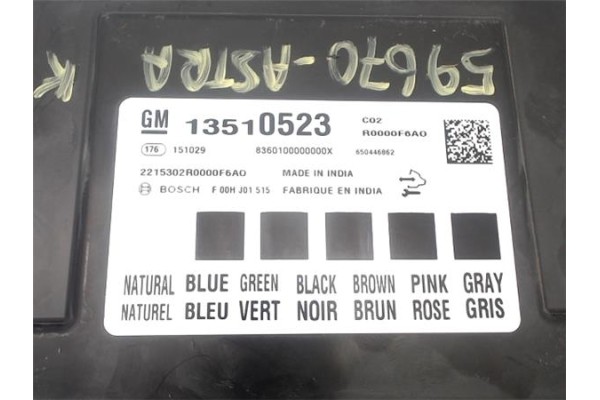 59670-ASTRA K
GM 13510523 C02
R0000F6AO
176 151029 8360100000000X 650446862
2215302R0000F6AO MADE IN INDIA
BOSCH F 00H J01 515 FABRIQUE EN INDIA
NATURAL BLUE GREEN BLACK BROWN PINK GRAY
NATUREL BLEU VERT NOIR BRUN ROSE GRIS